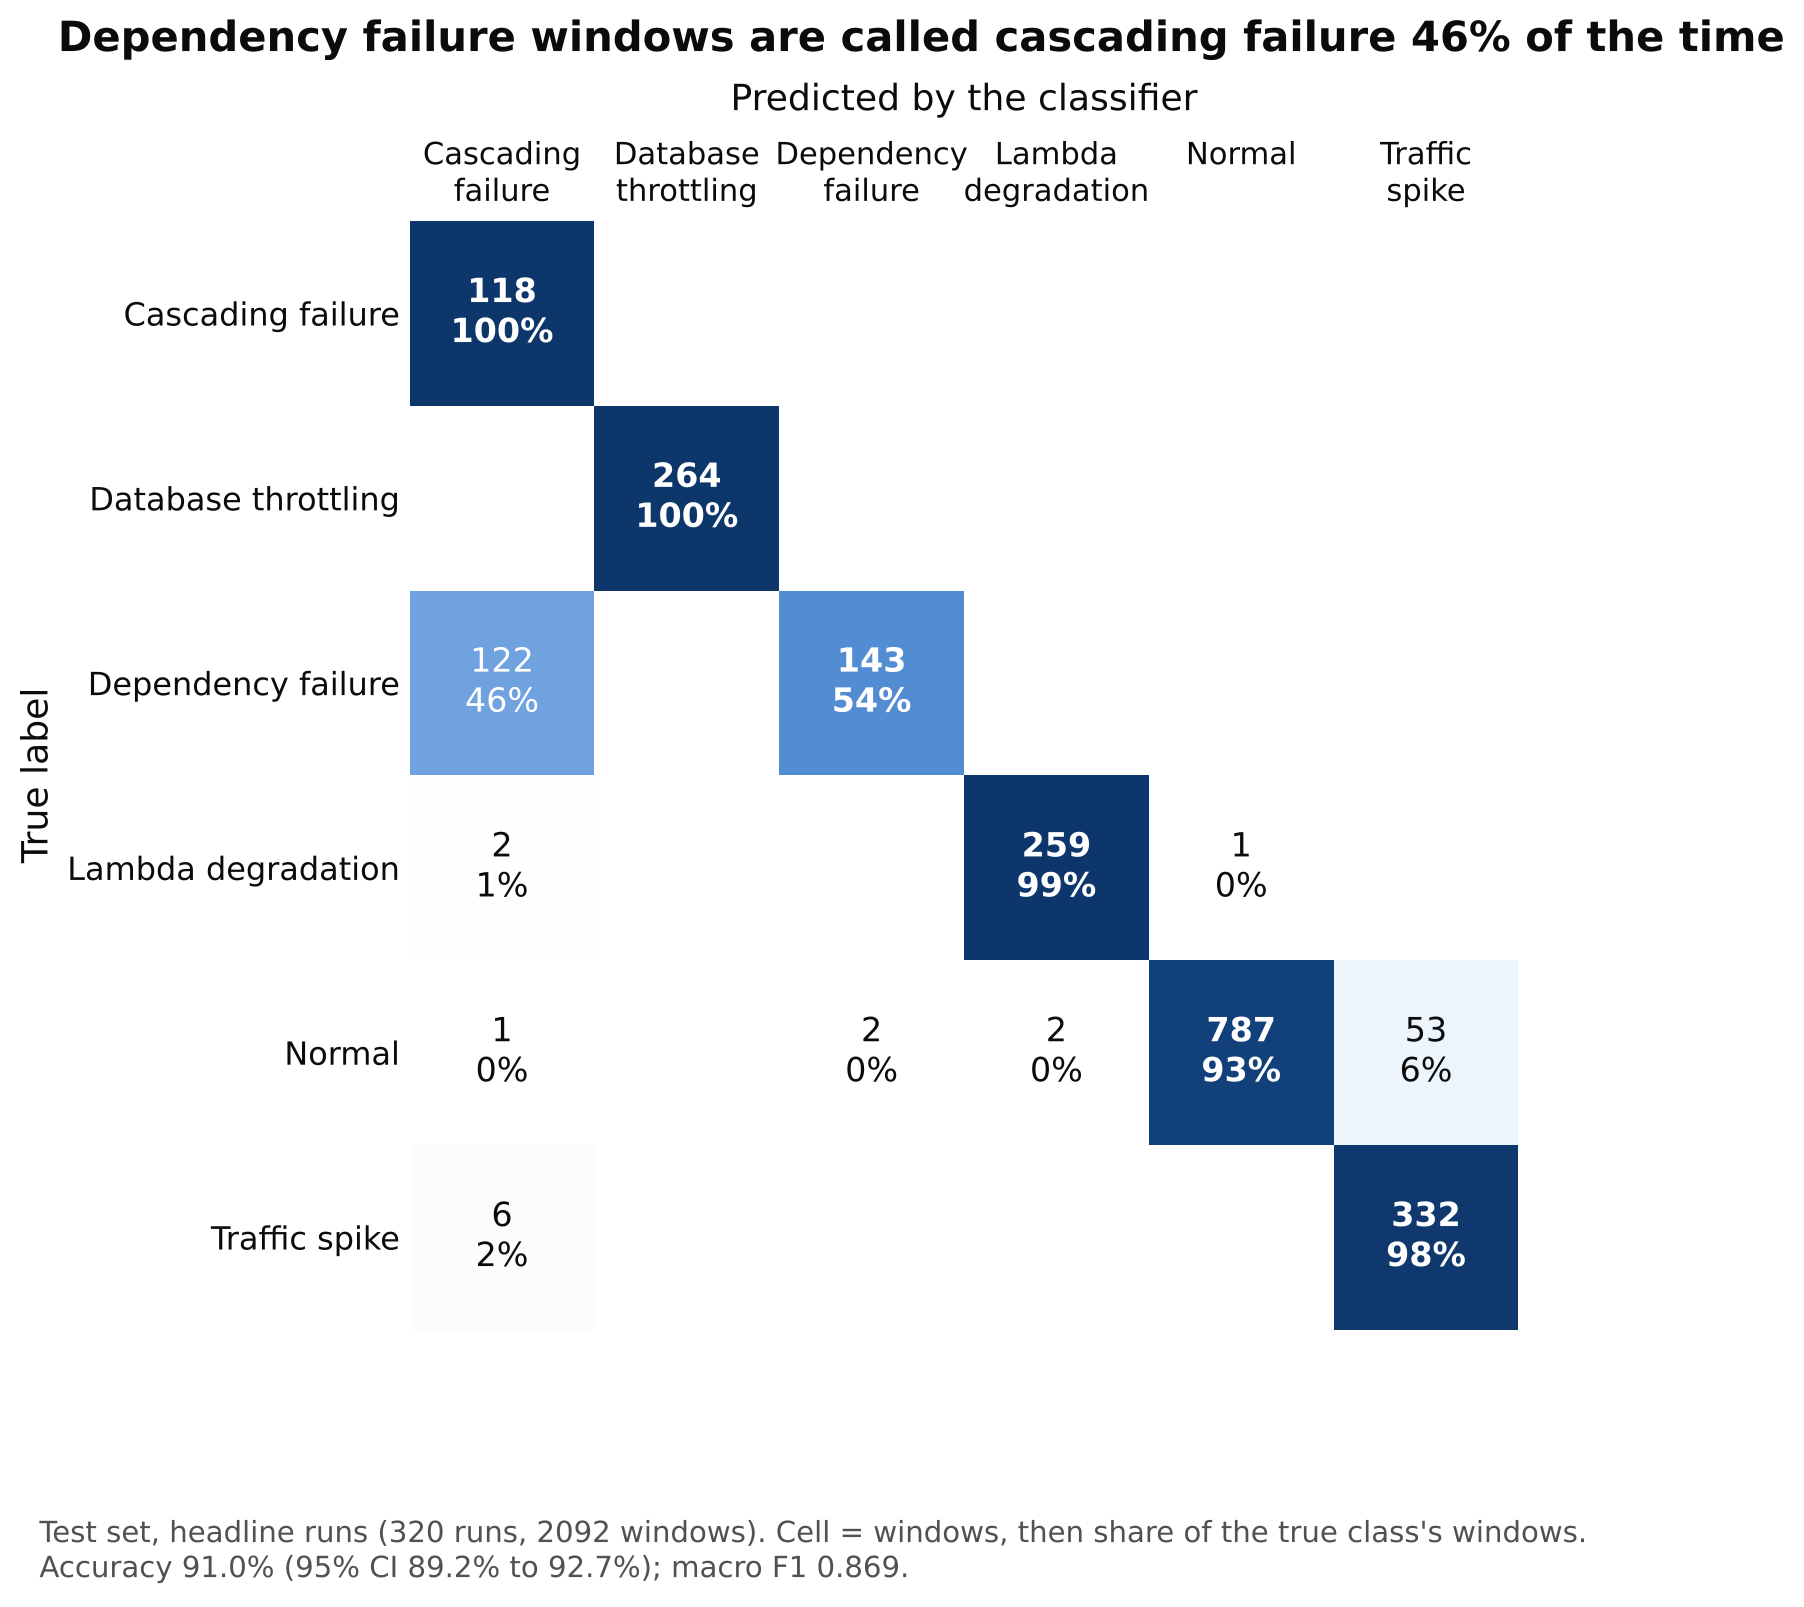 Dependency failure windows are called cascading failure 46% of the time
Predicted by the classifier
Cascading failure
Database throttling
Dependency failure
Lambda degradation
Normal
Traffic spike
True label
Cascading failure
118
100%
Database throttling
264
100%
Dependency failure
122
46%
143
54%
Lambda degradation
2
1%
259
99%
1
0%
Normal
1
0%
2
0%
2
0%
787
93%
53
6%
Traffic spike
6
2%
332
98%
Test set, headline runs (320 runs, 2092 windows). Cell = windows, then share of the true class's windows.
Accuracy 91.0% (95% CI 89.2% to 92.7%); macro F1 0.869.